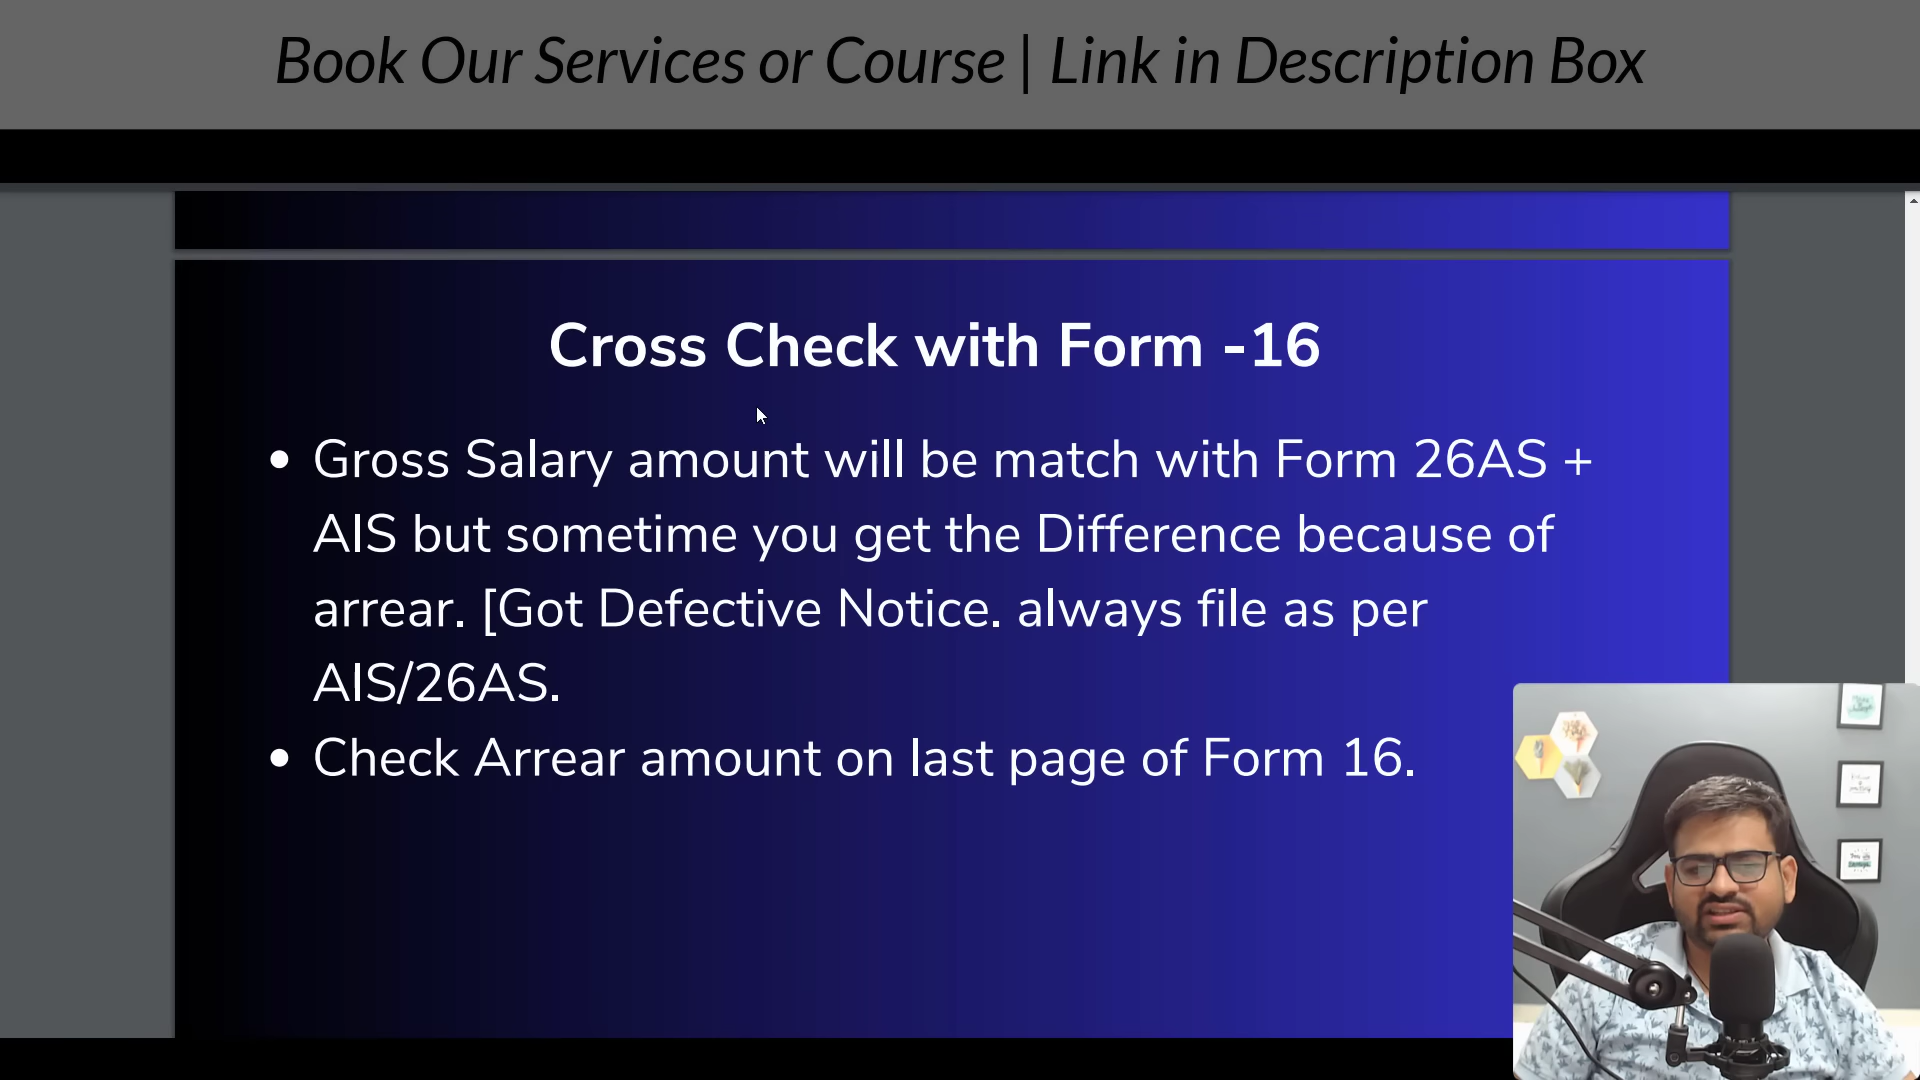 Book Our Services or Course | Link in Description Box
Cross Check with Form -16
• Gross Salary amount will be match with Form 26AS +
AIS but sometime you get the Difference because of
arrear. [Got Defective Notice. always file as per
AIS/26AS.
• Check Arrear amount on last page of Form 16.